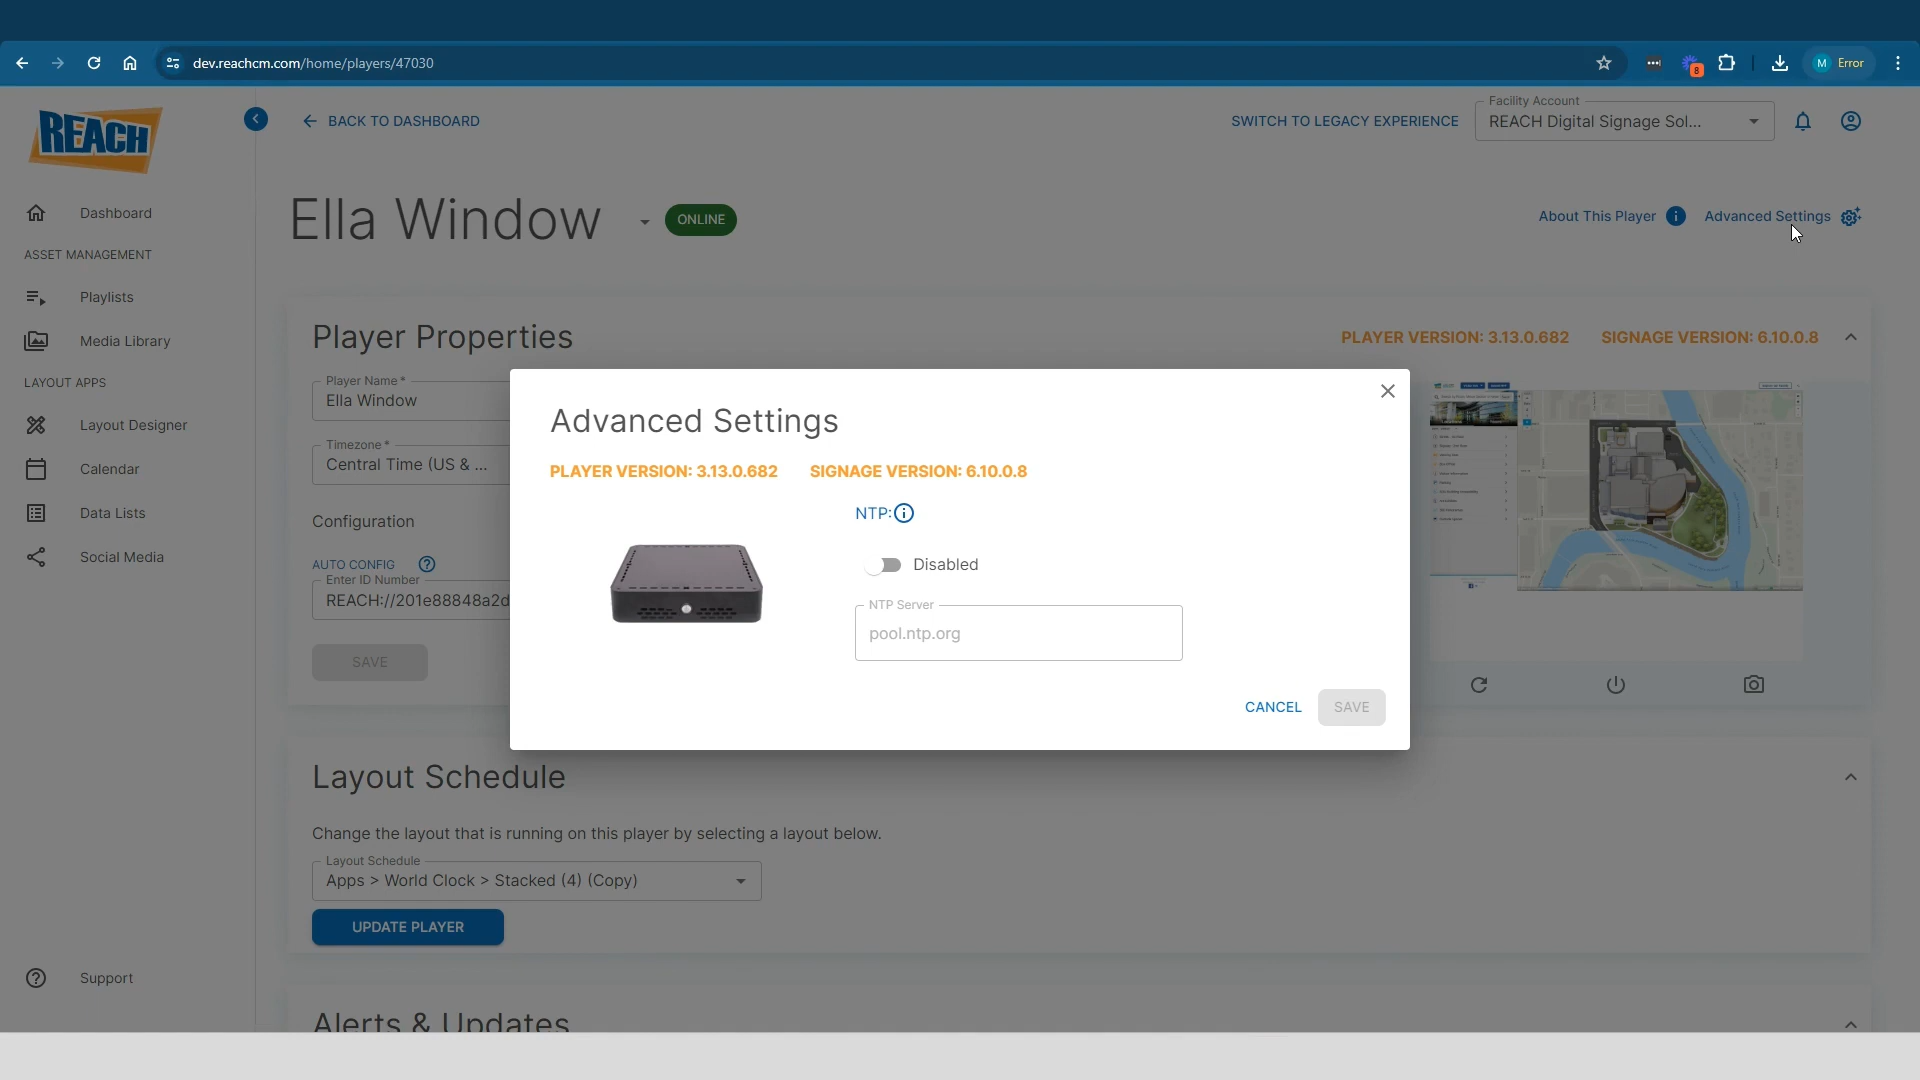 dev.reachcm.com/home/players/47030
8
M Error
REACH
BACK TO DASHBOARD
SWITCH TO LEGACY EXPERIENCE
Facility Account
REACH Digital Signage Sol...
Dashboard
ASSET MANAGEMENT
Playlists
Media Library
LAYOUT APPS
Layout Designer
Calendar
Data Lists
Social Media
Support
Ella Window
ONLINE
About This Player
Advanced Settings
Player Properties
PLAYER VERSION: 3.13.0.682 SIGNAGE VERSION: 6.10.0.8
Player Name *
Ella Window
Timezone *
Central Time (US & ...
Configuration
AUTO CONFIG
Enter ID Number
REACH://201e88848a2d
SAVE
Advanced Settings
PLAYER VERSION: 3.13.0.682 SIGNAGE VERSION: 6.10.0.8
NTP:
Disabled
NTP Server
pool.ntp.org
CANCEL
SAVE
Layout Schedule
Change the layout that is running on this player by selecting a layout below.
Layout Schedule
Apps > World Clock > Stacked (4) (Copy)
UPDATE PLAYER
Alerts & Updates